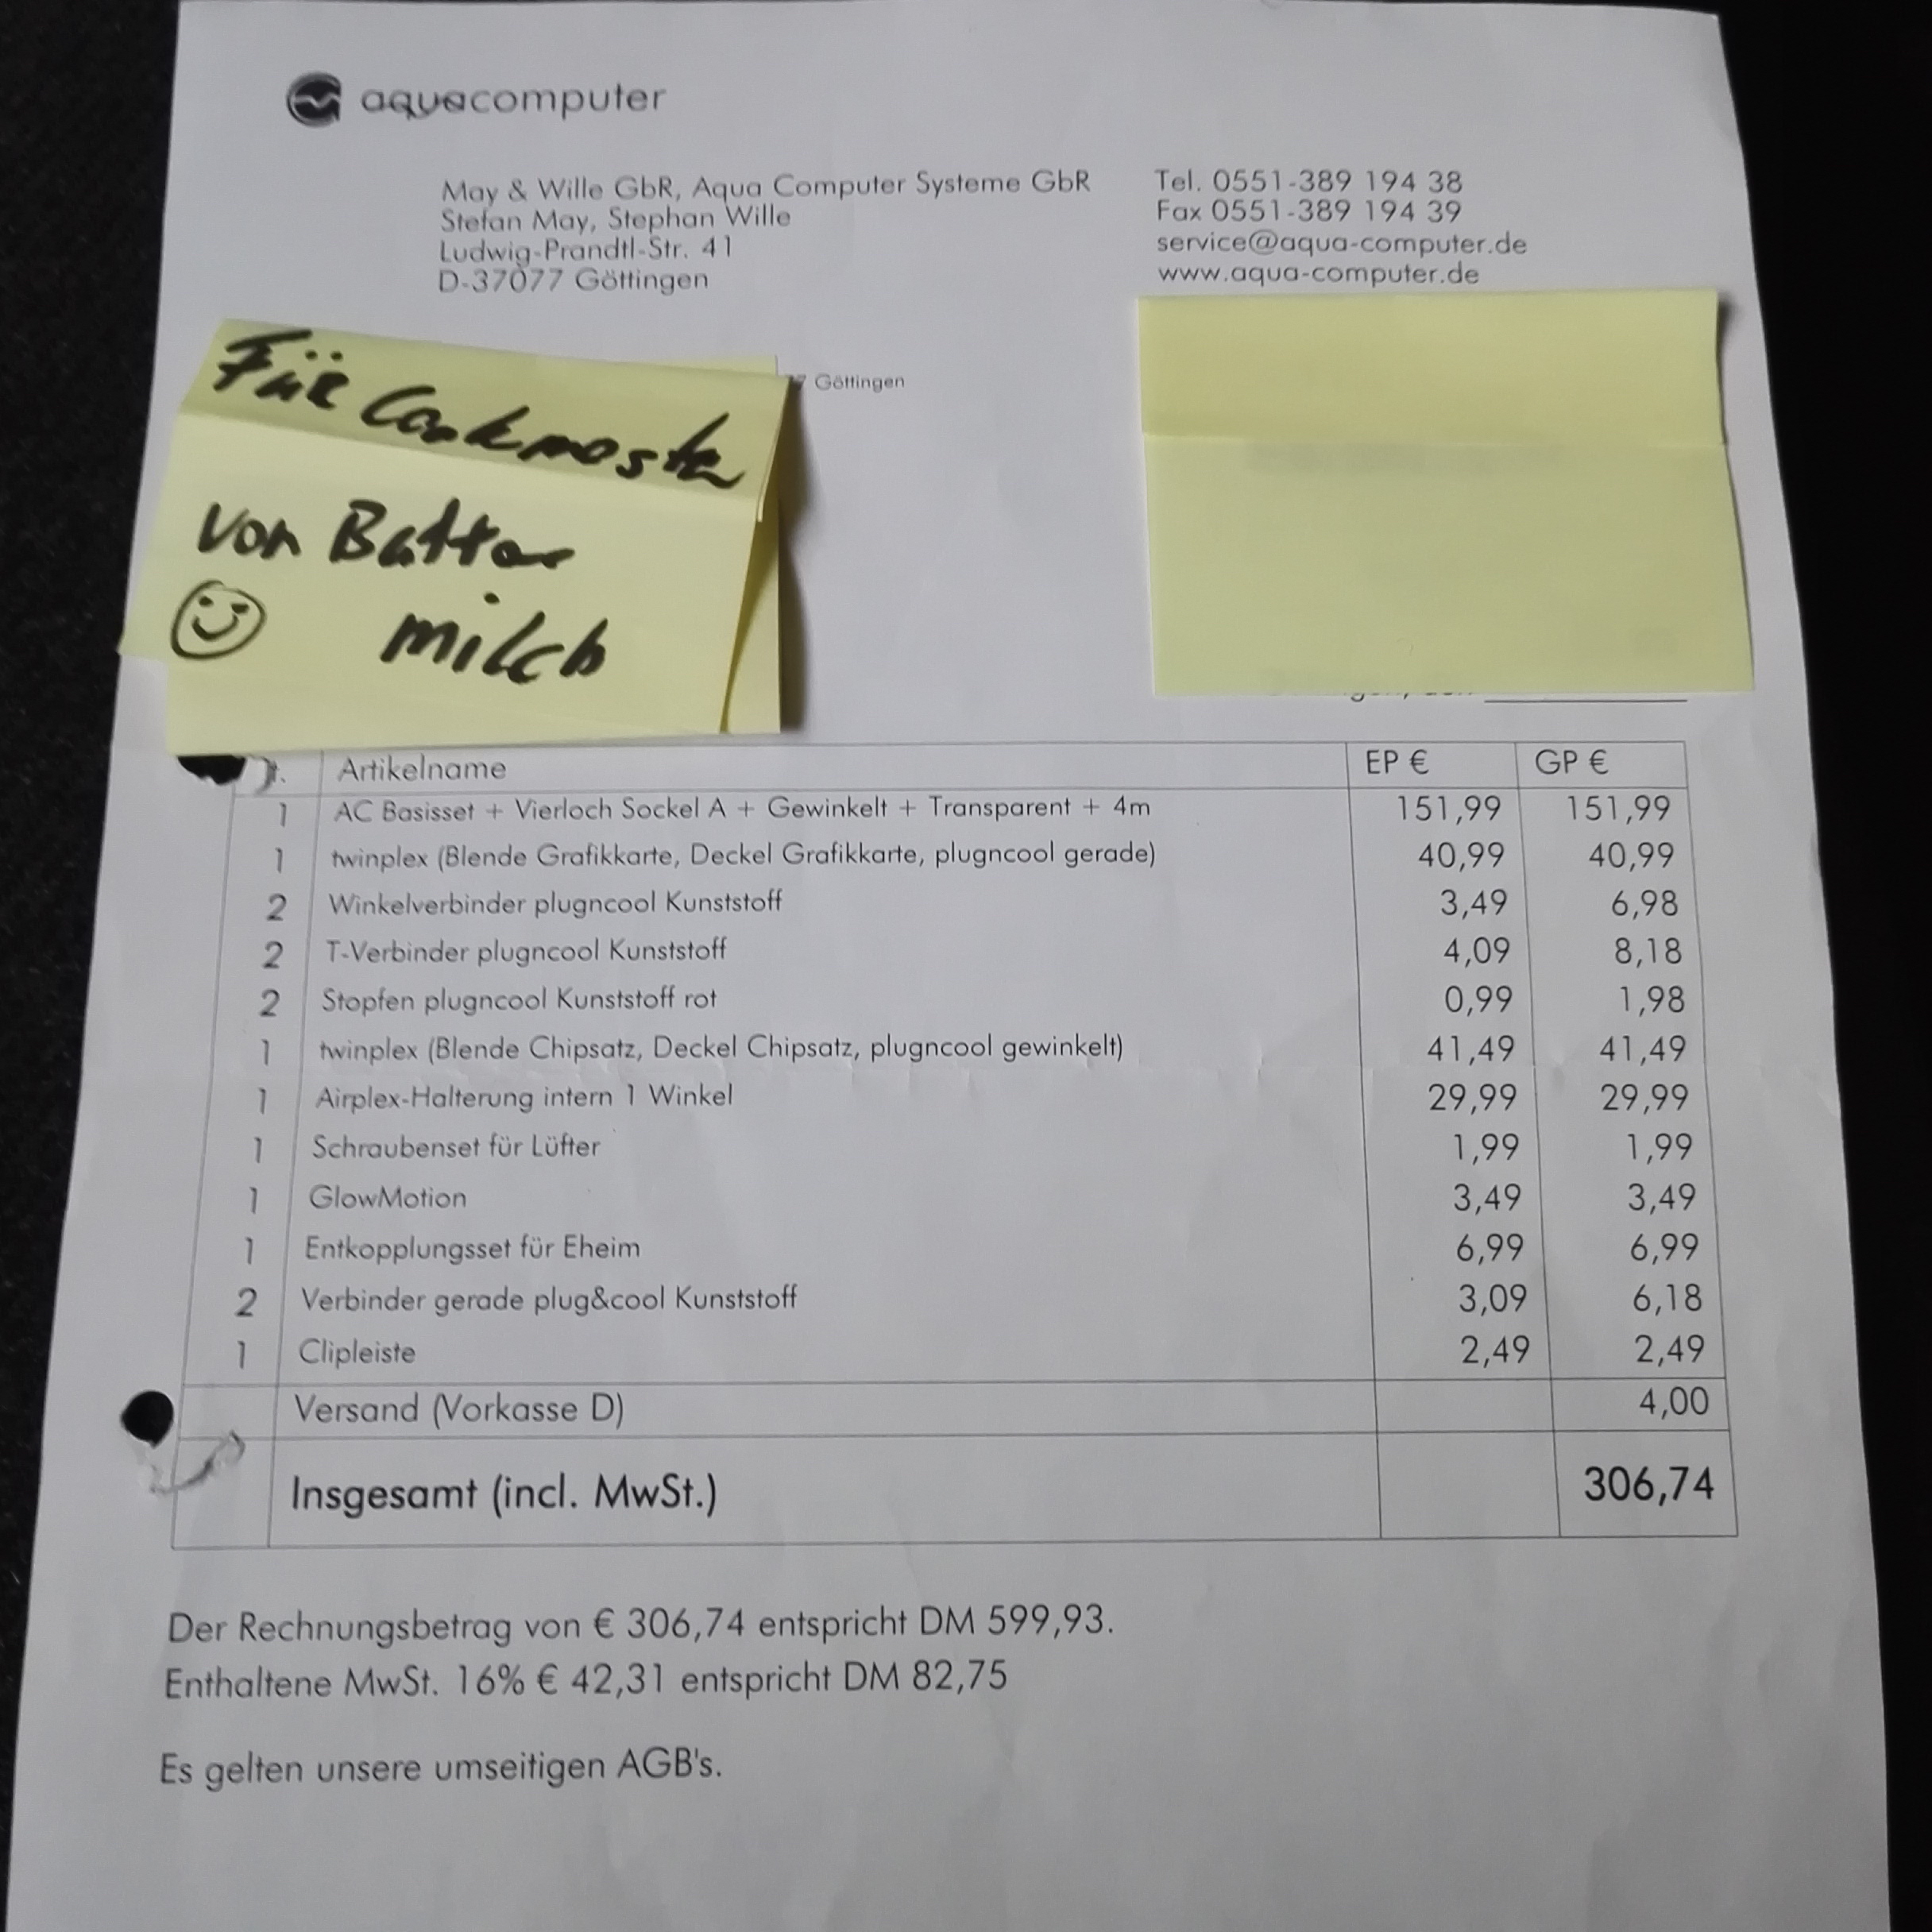 aquacomputer
May & Wille GbR, Aqua Computer Systeme GbR
Stefan May, Stephan Wille
Ludwig-Prandtl-Str. 41
D-37077 Göttingen
Tel. 0551-389 194 38
Fax 0551-389 194 39
service@aqua-computer.de
www.aqua-computer.de
7 Göttingen
Für
von Butter
milch
Artikelname EP € GP €
1 AC Basisset + Vierloch Sockel A + Gewinkelt + Transparent + 4m 151,99 151,99
1 twinplex (Blende Grafikkarte, Deckel Grafikkarte, plugncool gerade) 40,99 40,99
2 Winkelverbinder plugncool Kunststoff 3,49 6,98
2 T-Verbinder plugncool Kunststoff 4,09 8,18
2 Stopfen plugncool Kunststoff rot 0,99 1,98
1 twinplex (Blende Chipsatz, Deckel Chipsatz, plugncool gewinkelt) 41,49 41,49
1 Airplex-Halterung intern 1 Winkel 29,99 29,99
1 Schraubenset für Lüfter 1,99 1,99
1 GlowMotion 3,49 3,49
1 Entkopplungsset für Eheim 6,99 6,99
2 Verbinder gerade plug&cool Kunststoff 3,09 6,18
1 Clipleiste 2,49 2,49
Versand (Vorkasse D) 4,00
Insgesamt (incl. MwSt.) 306,74
Der Rechnungsbetrag von € 306,74 entspricht DM 599,93.
Enthaltene MwSt. 16% € 42,31 entspricht DM 82,75
Es gelten unsere umseitigen AGB's.